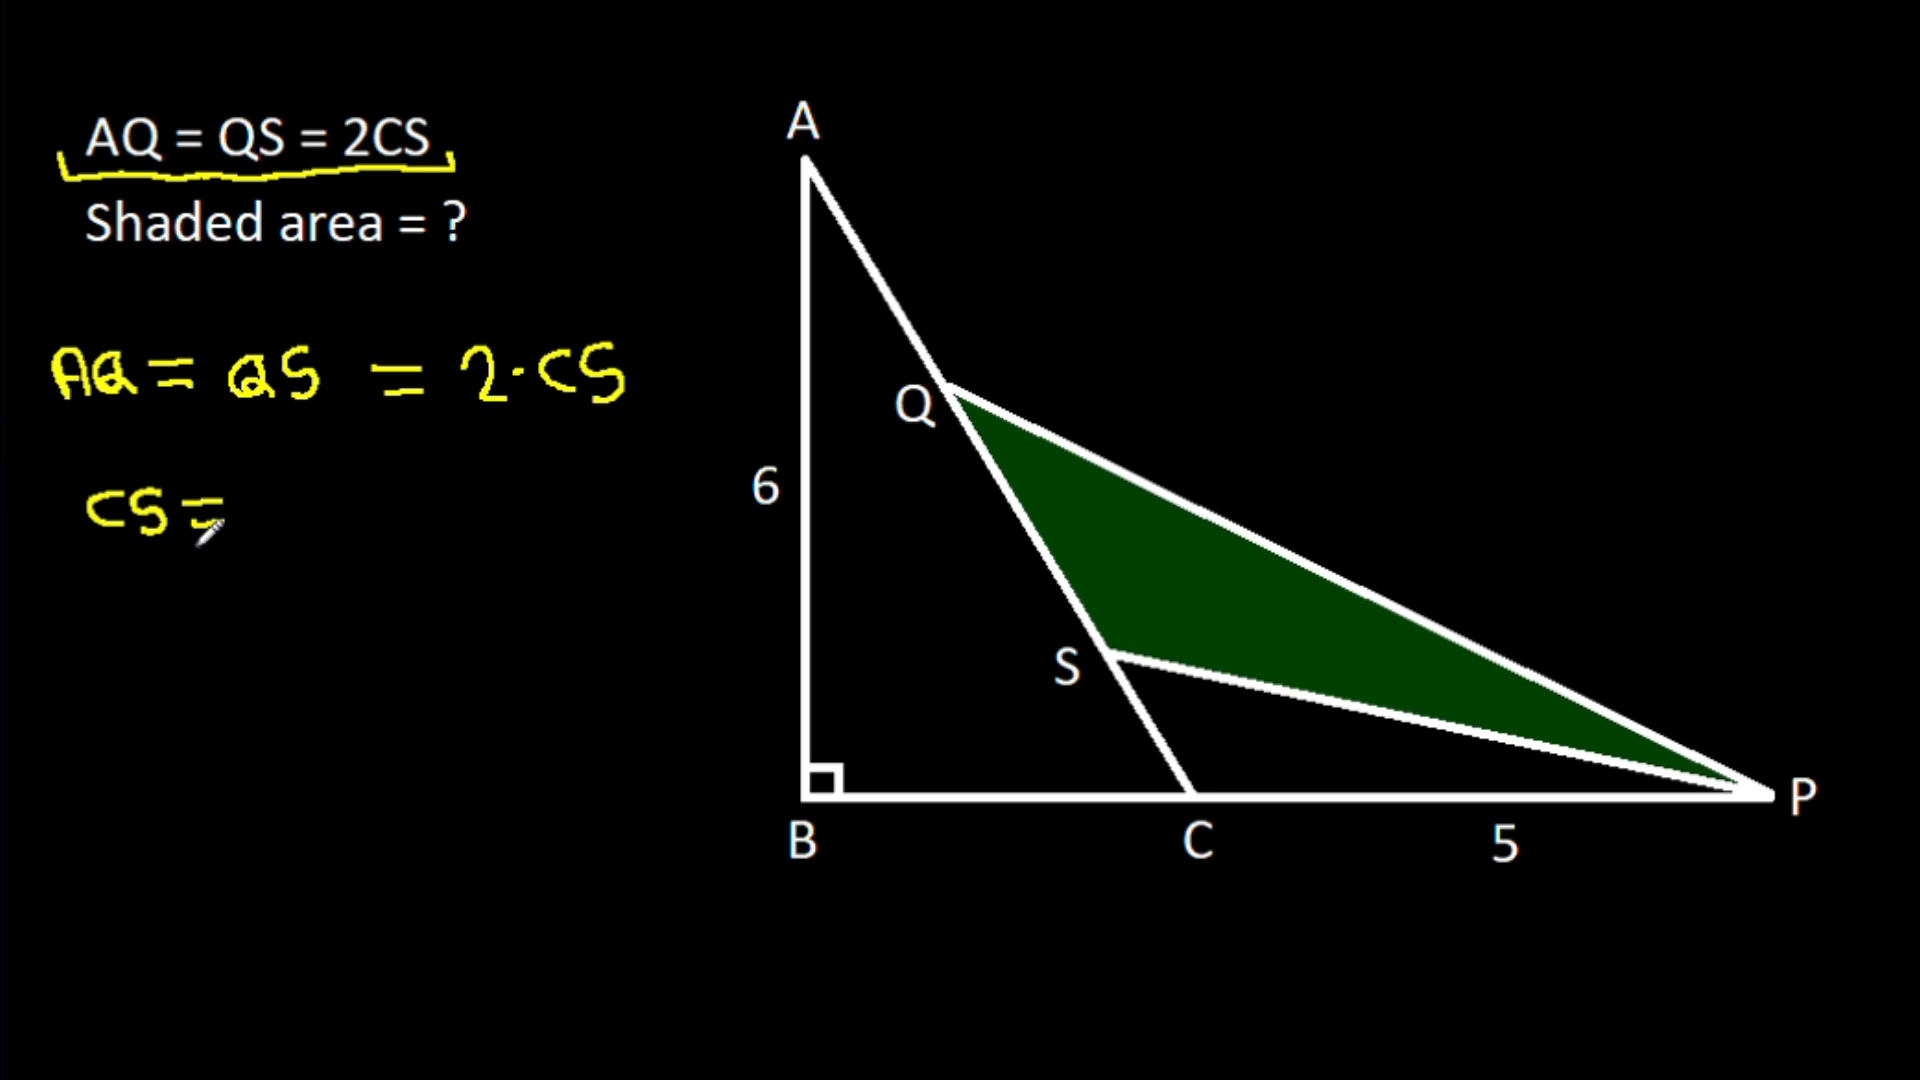 AQ = QS = 2CS
Shaded area = ?
AQ = QS = 2·CS
CS =
A
Q
6
S
B
C
5
P